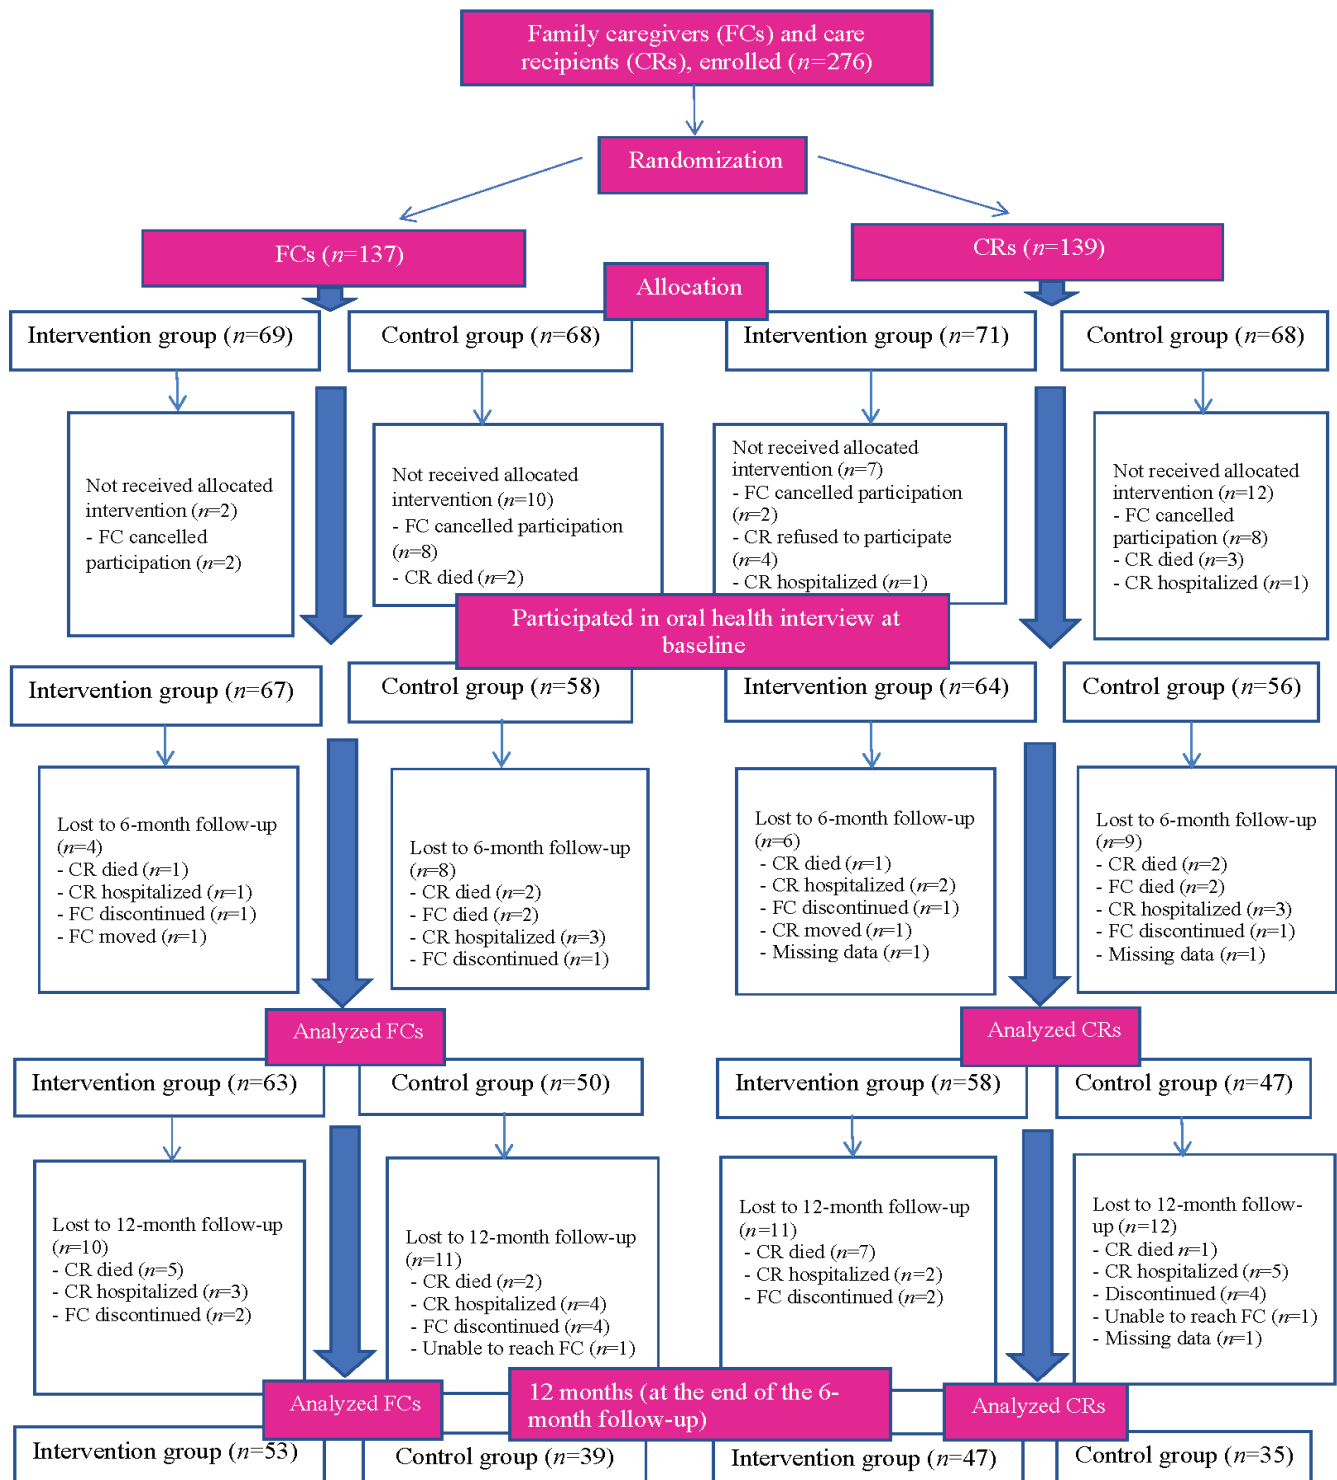 Family caregivers (FCs) and care
recipients (CRs), enrolled (n=276)
Randomization
FCs (n=137)
CRs (n=139)
Allocation
Intervention group (n=69)
Control group (n=68)
Intervention group (n=71)
Control group (n=68)
Not received allocated
intervention (n=2)
- FC cancelled
participation (n=2)
Not received allocated
intervention (n=10)
- FC cancelled participation
(n=8)
- CR died (n=2)
Not received allocated
intervention (n=7)
- FC cancelled participation
(n=2)
- CR refused to participate
(n=4)
- CR hospitalized (n=1)
Not received allocated
intervention (n=12)
- FC cancelled
participation (n=8)
- CR died (n=3)
- CR hospitalized (n=1)
Participated in oral health interview at
baseline
Intervention group (n=67)
Control group (n=58)
Intervention group (n=64)
Control group (n=56)
Lost to 6-month follow-up
(n=4)
- CR died (n=1)
- CR hospitalized (n=1)
- FC discontinued (n=1)
- FC moved (n=1)
Lost to 6-month follow-up
(n=8)
- CR died (n=2)
- FC died (n=2)
- CR hospitalized (n=3)
- FC discontinued (n=1)
Lost to 6-month follow-up
(n=6)
- CR died (n=1)
- CR hospitalized (n=2)
- FC discontinued (n=1)
- CR moved (n=1)
- Missing data (n=1)
Lost to 6-month follow-up
(n=9)
- CR died (n=2)
- FC died (n=2)
- CR hospitalized (n=3)
- FC discontinued (n=1)
- Missing data (n=1)
Analyzed FCs
Analyzed CRs
Intervention group (n=63)
Control group (n=50)
Intervention group (n=58)
Control group (n=47)
Lost to 12-month follow-up
(n=10)
- CR died (n=5)
- CR hospitalized (n=3)
- FC discontinued (n=2)
Lost to 12-month follow-up
(n=11)
- CR died (n=2)
- CR hospitalized (n=4)
- FC discontinued (n=4)
- Unable to reach FC (n=1)
Lost to 12-month follow-up
(n=11)
- CR died (n=7)
- CR hospitalized (n=2)
- FC discontinued (n=2)
Lost to 12-month follow-
up (n=12)
- CR died n=1)
- CR hospitalized (n=5)
- Discontinued (n=4)
- Unable to reach FC (n=1)
- Missing data (n=1)
Analyzed FCs
12 months (at the end of the 6-
month follow-up)
Analyzed CRs
Intervention group (n=53)
Control group (n=39)
Intervention group (n=47)
Control group (n=35)